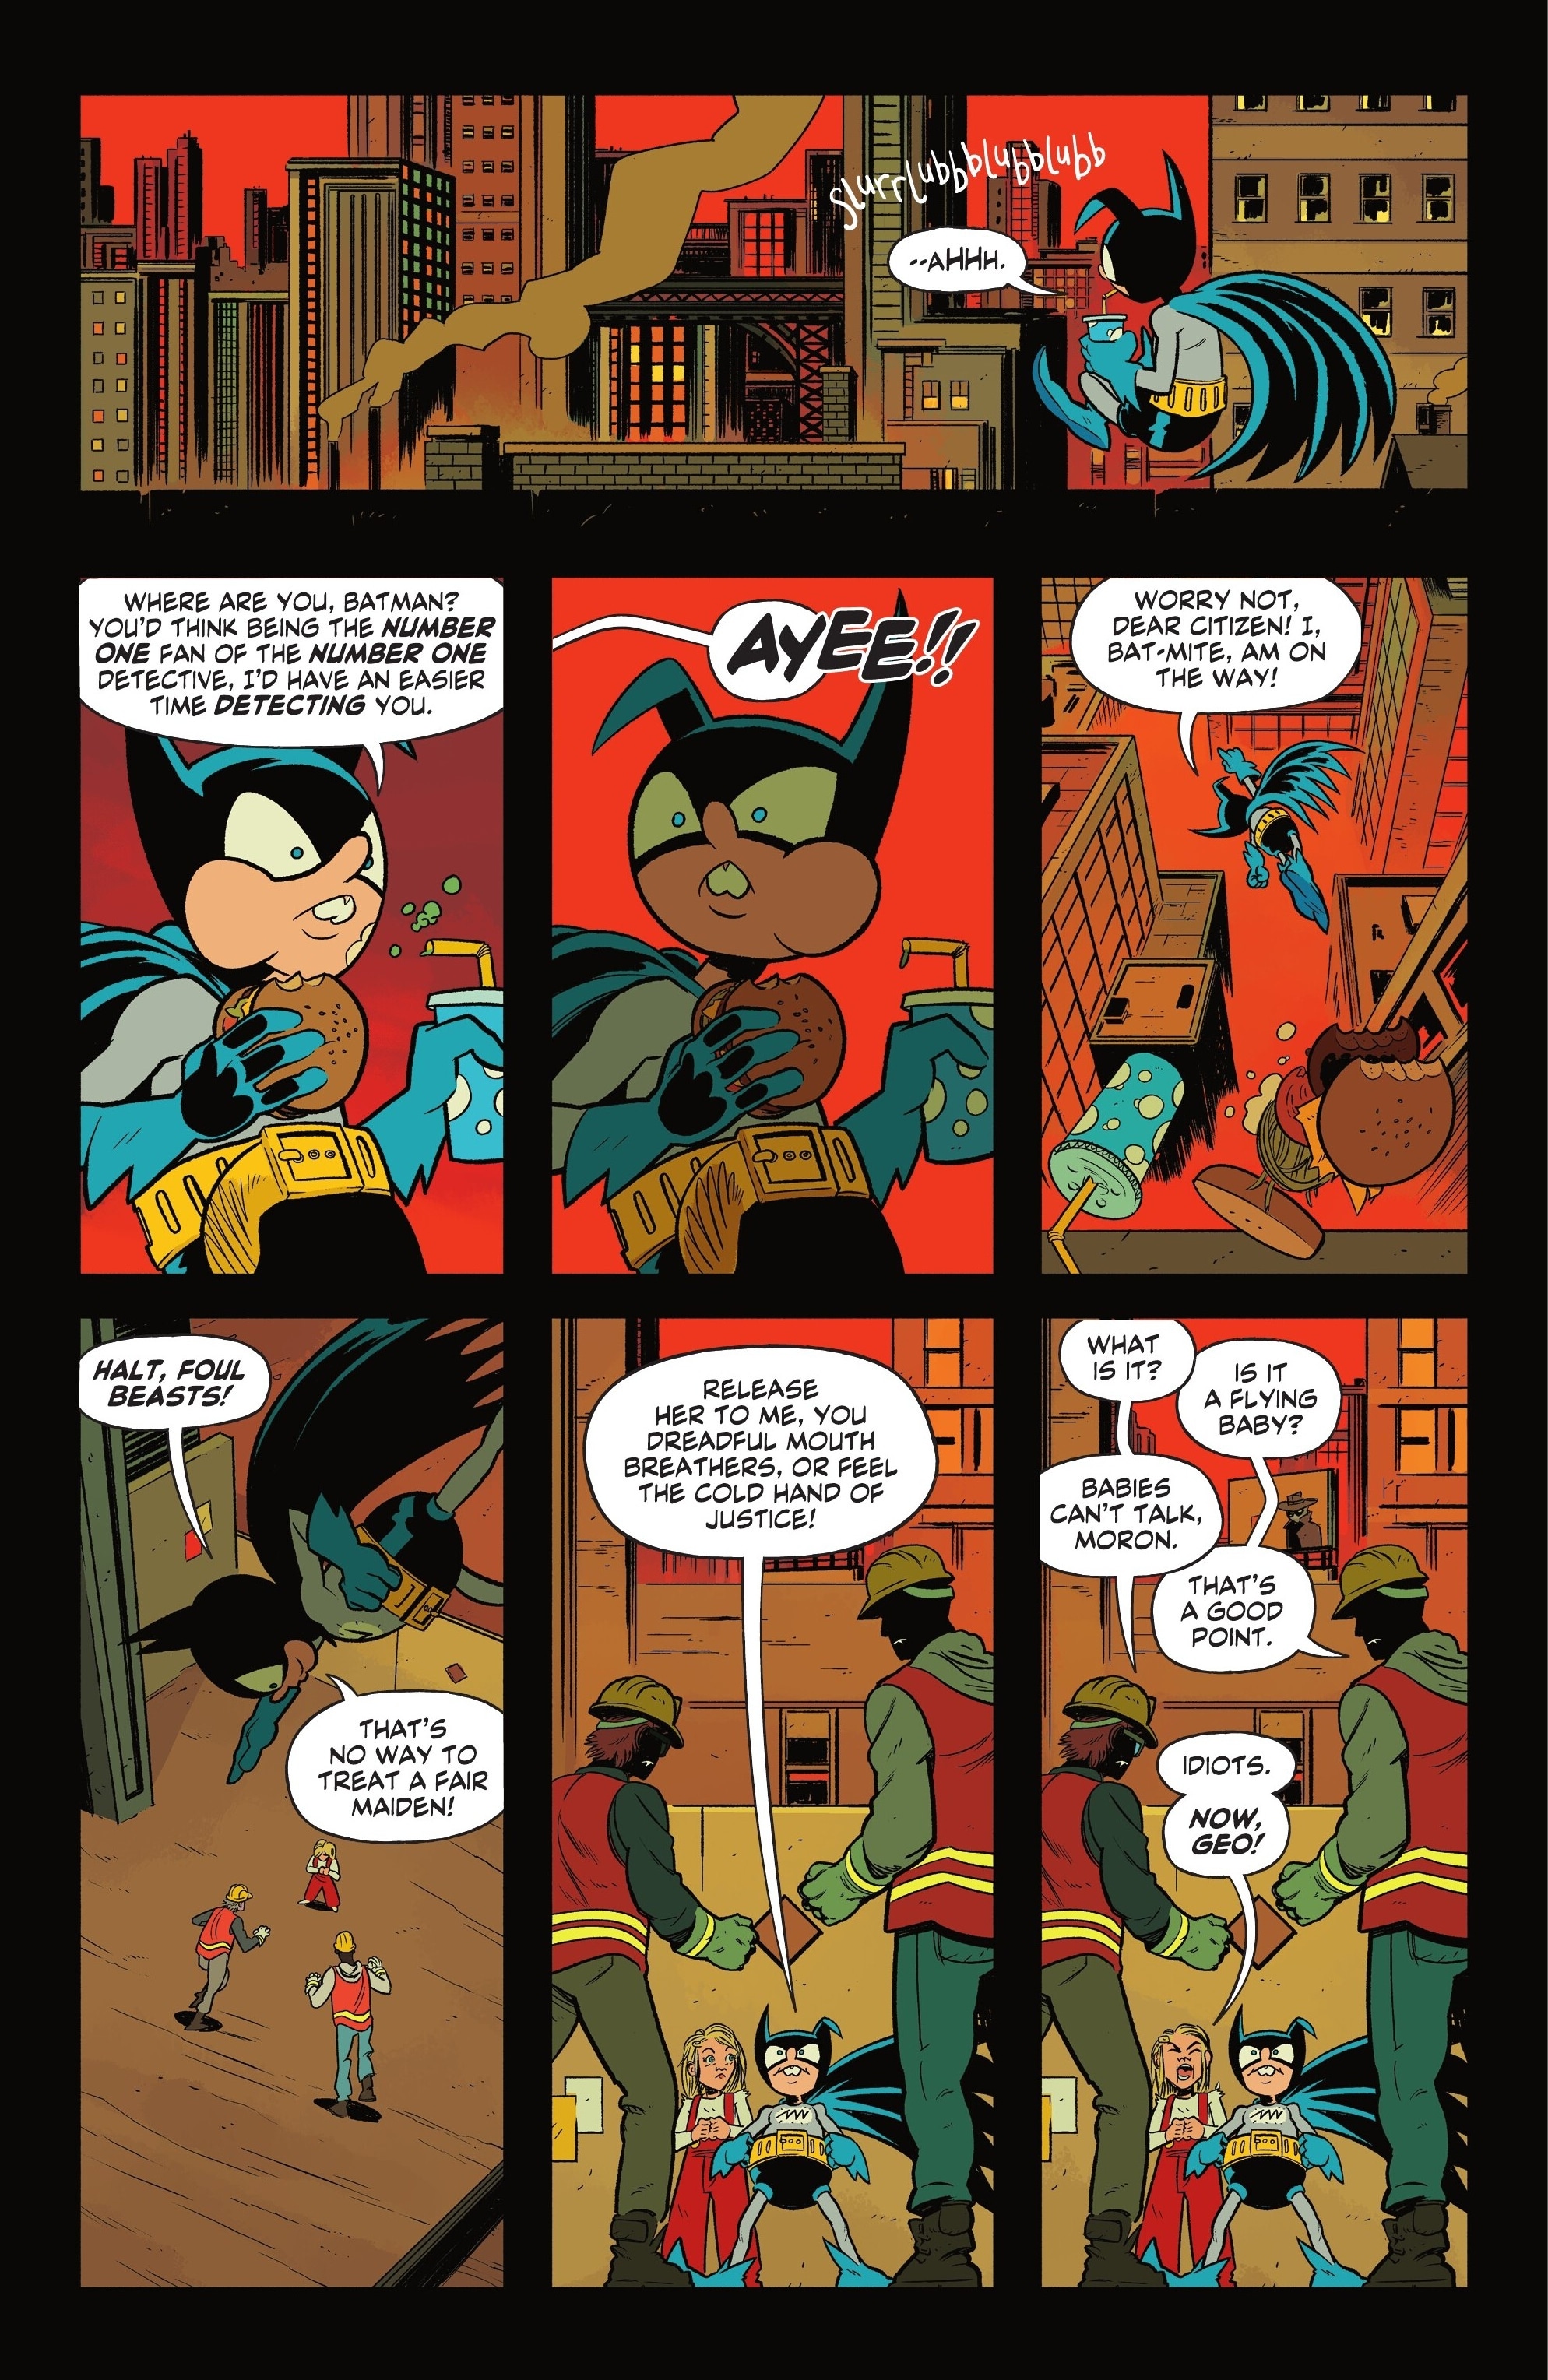 Slurrlubbblubblubb
--AHHH.
WHERE ARE YOU, BATMAN?
YOU'D THINK BEING THE NUMBER
ONE FAN OF THE NUMBER ONE
DETECTIVE, I'D HAVE AN EASIER
TIME DETECTING YOU.
AYEE!!
WORRY NOT,
DEAR CITIZEN! I,
BAT-MITE, AM ON
THE WAY!
HALT, FOUL
BEASTS!
THAT'S
NO WAY TO
TREAT A FAIR
MAIDEN!
RELEASE
HER TO ME, YOU
DREADFUL MOUTH
BREATHERS, OR FEEL
THE COLD HAND OF
JUSTICE!
WHAT
IS IT?
IS IT
A FLYING
BABY?
BABIES
CAN'T TALK,
MORON.
THAT'S
A GOOD
POINT.
IDIOTS.
NOW,
GEO!